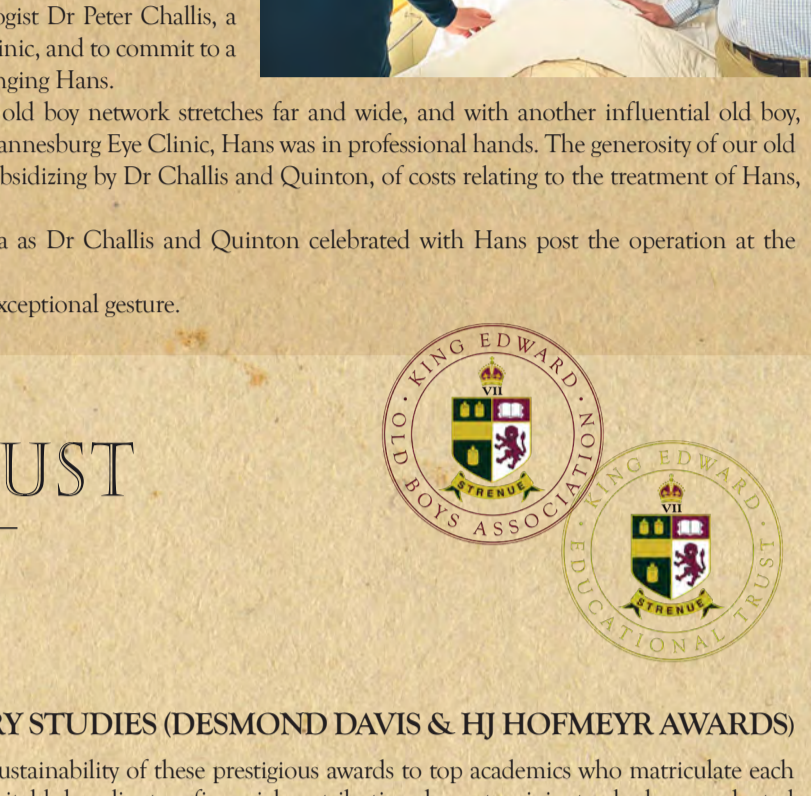 ogist Dr Peter Challis, a
inic, and to commit to a
nging Hans.
old boy network stretches far and wide, and with another influential old boy,
annesburg Eye Clinic, Hans was in professional hands. The generosity of our old
bsidizing by Dr Challis and Quinton, of costs relating to the treatment of Hans,
a as Dr Challis and Quinton celebrated with Hans post the operation at the
xceptional gesture.
KING EDWARD · OLD BOYS ASSOCIATION ·
VII
STRENUE
UST
KING EDWARD · EDUCATIONAL TRUST ·
VII
STRENUE
RY STUDIES (DESMOND DAVIS & HJ HOFMEYR AWARDS)
ustainability of these prestigious awards to top academics who matriculate each